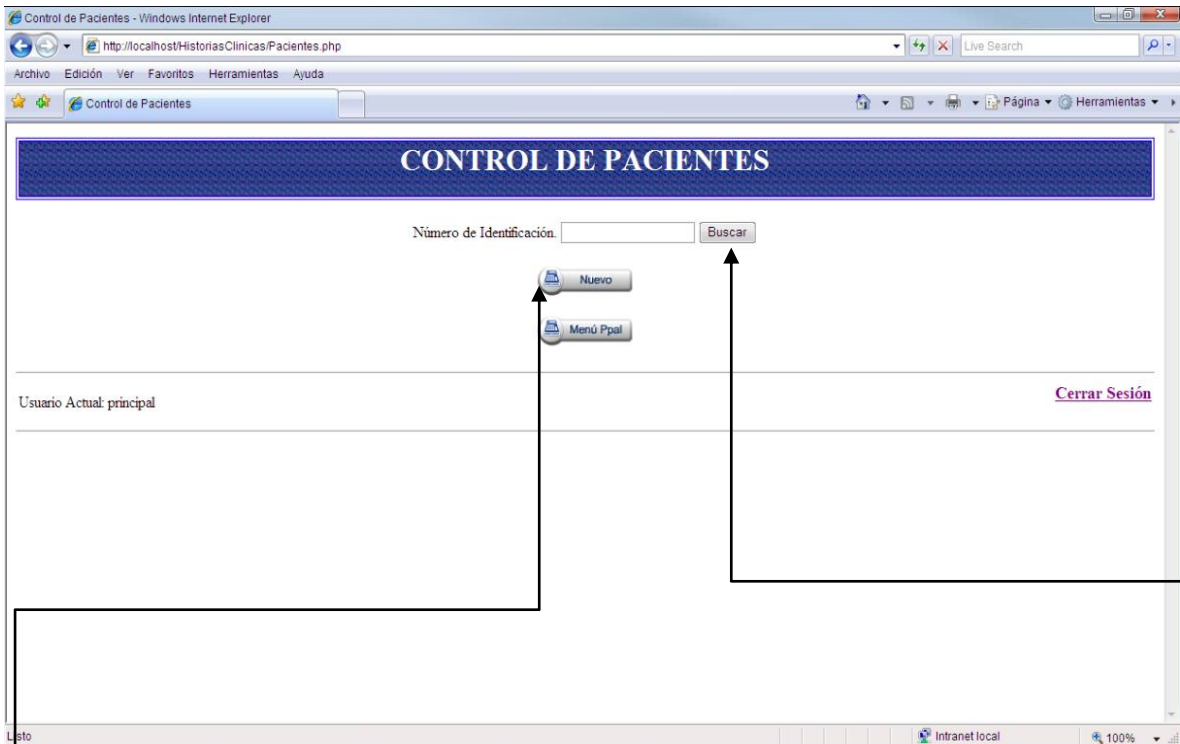 Control de Pacientes - Windows Internet Explorer
http://localhost/HistoriasClinicas/Pacientes.php
Live Search
Archivo Edición Ver Favoritos Herramientas Ayuda
Control de Pacientes
Página Herramientas
CONTROL DE PACIENTES
Número de Identificación. Buscar
Nuevo
Menú Ppal
Usuario Actual: principal
Cerrar Sesión
Listo
Intranet local
100%